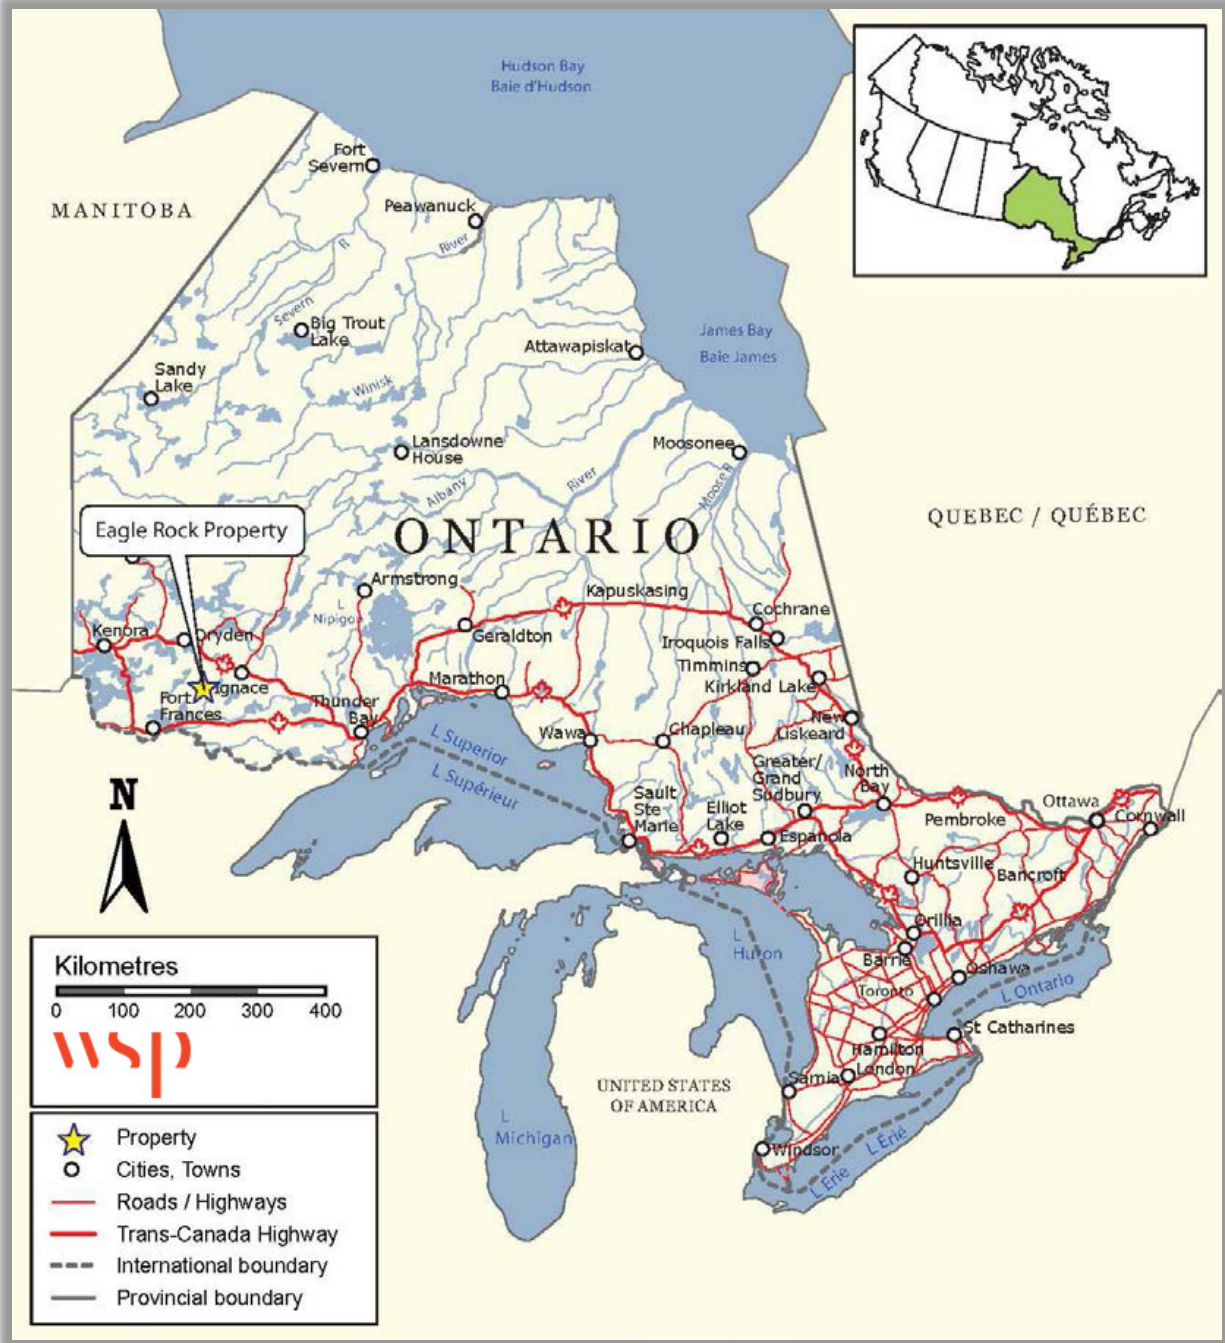 Hudson Bay
Baie d'Hudson
Fort
Severn
MANITOBA
Peawanuck
River
R
Severn
Big Trout
Lake
James Bay
Baie James
Attawapiskat
Sandy
Lake
Winisk
Lansdowne
House
Moosonee
Albany
River
Moose R
Eagle Rock Property
ONTARIO
QUEBEC / QUÉBEC
Armstrong
Kapuskasing
L
Nipigon
Cochrane
Kenora
Dryden
Geraldton
Iroquois Falls
Timmins
Marathon
Kirkland Lake
Ignace
Fort
Frances
Thunder
Bay
New
Liskeard
Wawa
Chapleau
L Superior
L Supérieur
Greater/
Grand
Sudbury
North
Bay
N
Sault
Ste
Marie
Elliot
Lake
Ottawa
Cornwall
Pembroke
Espanola
Huntsville
Bancroft
Orillia
L
Huron
Barrie
Oshawa
Toronto
L Ontario
Kilometres
0 100 200 300 400
wsp
St Catharines
Hamilton
London
Sarnia
UNITED STATES
OF AMERICA
L
Michigan
Windsor
L Erie
L Érié
Property
Cities, Towns
Roads / Highways
Trans-Canada Highway
International boundary
Provincial boundary